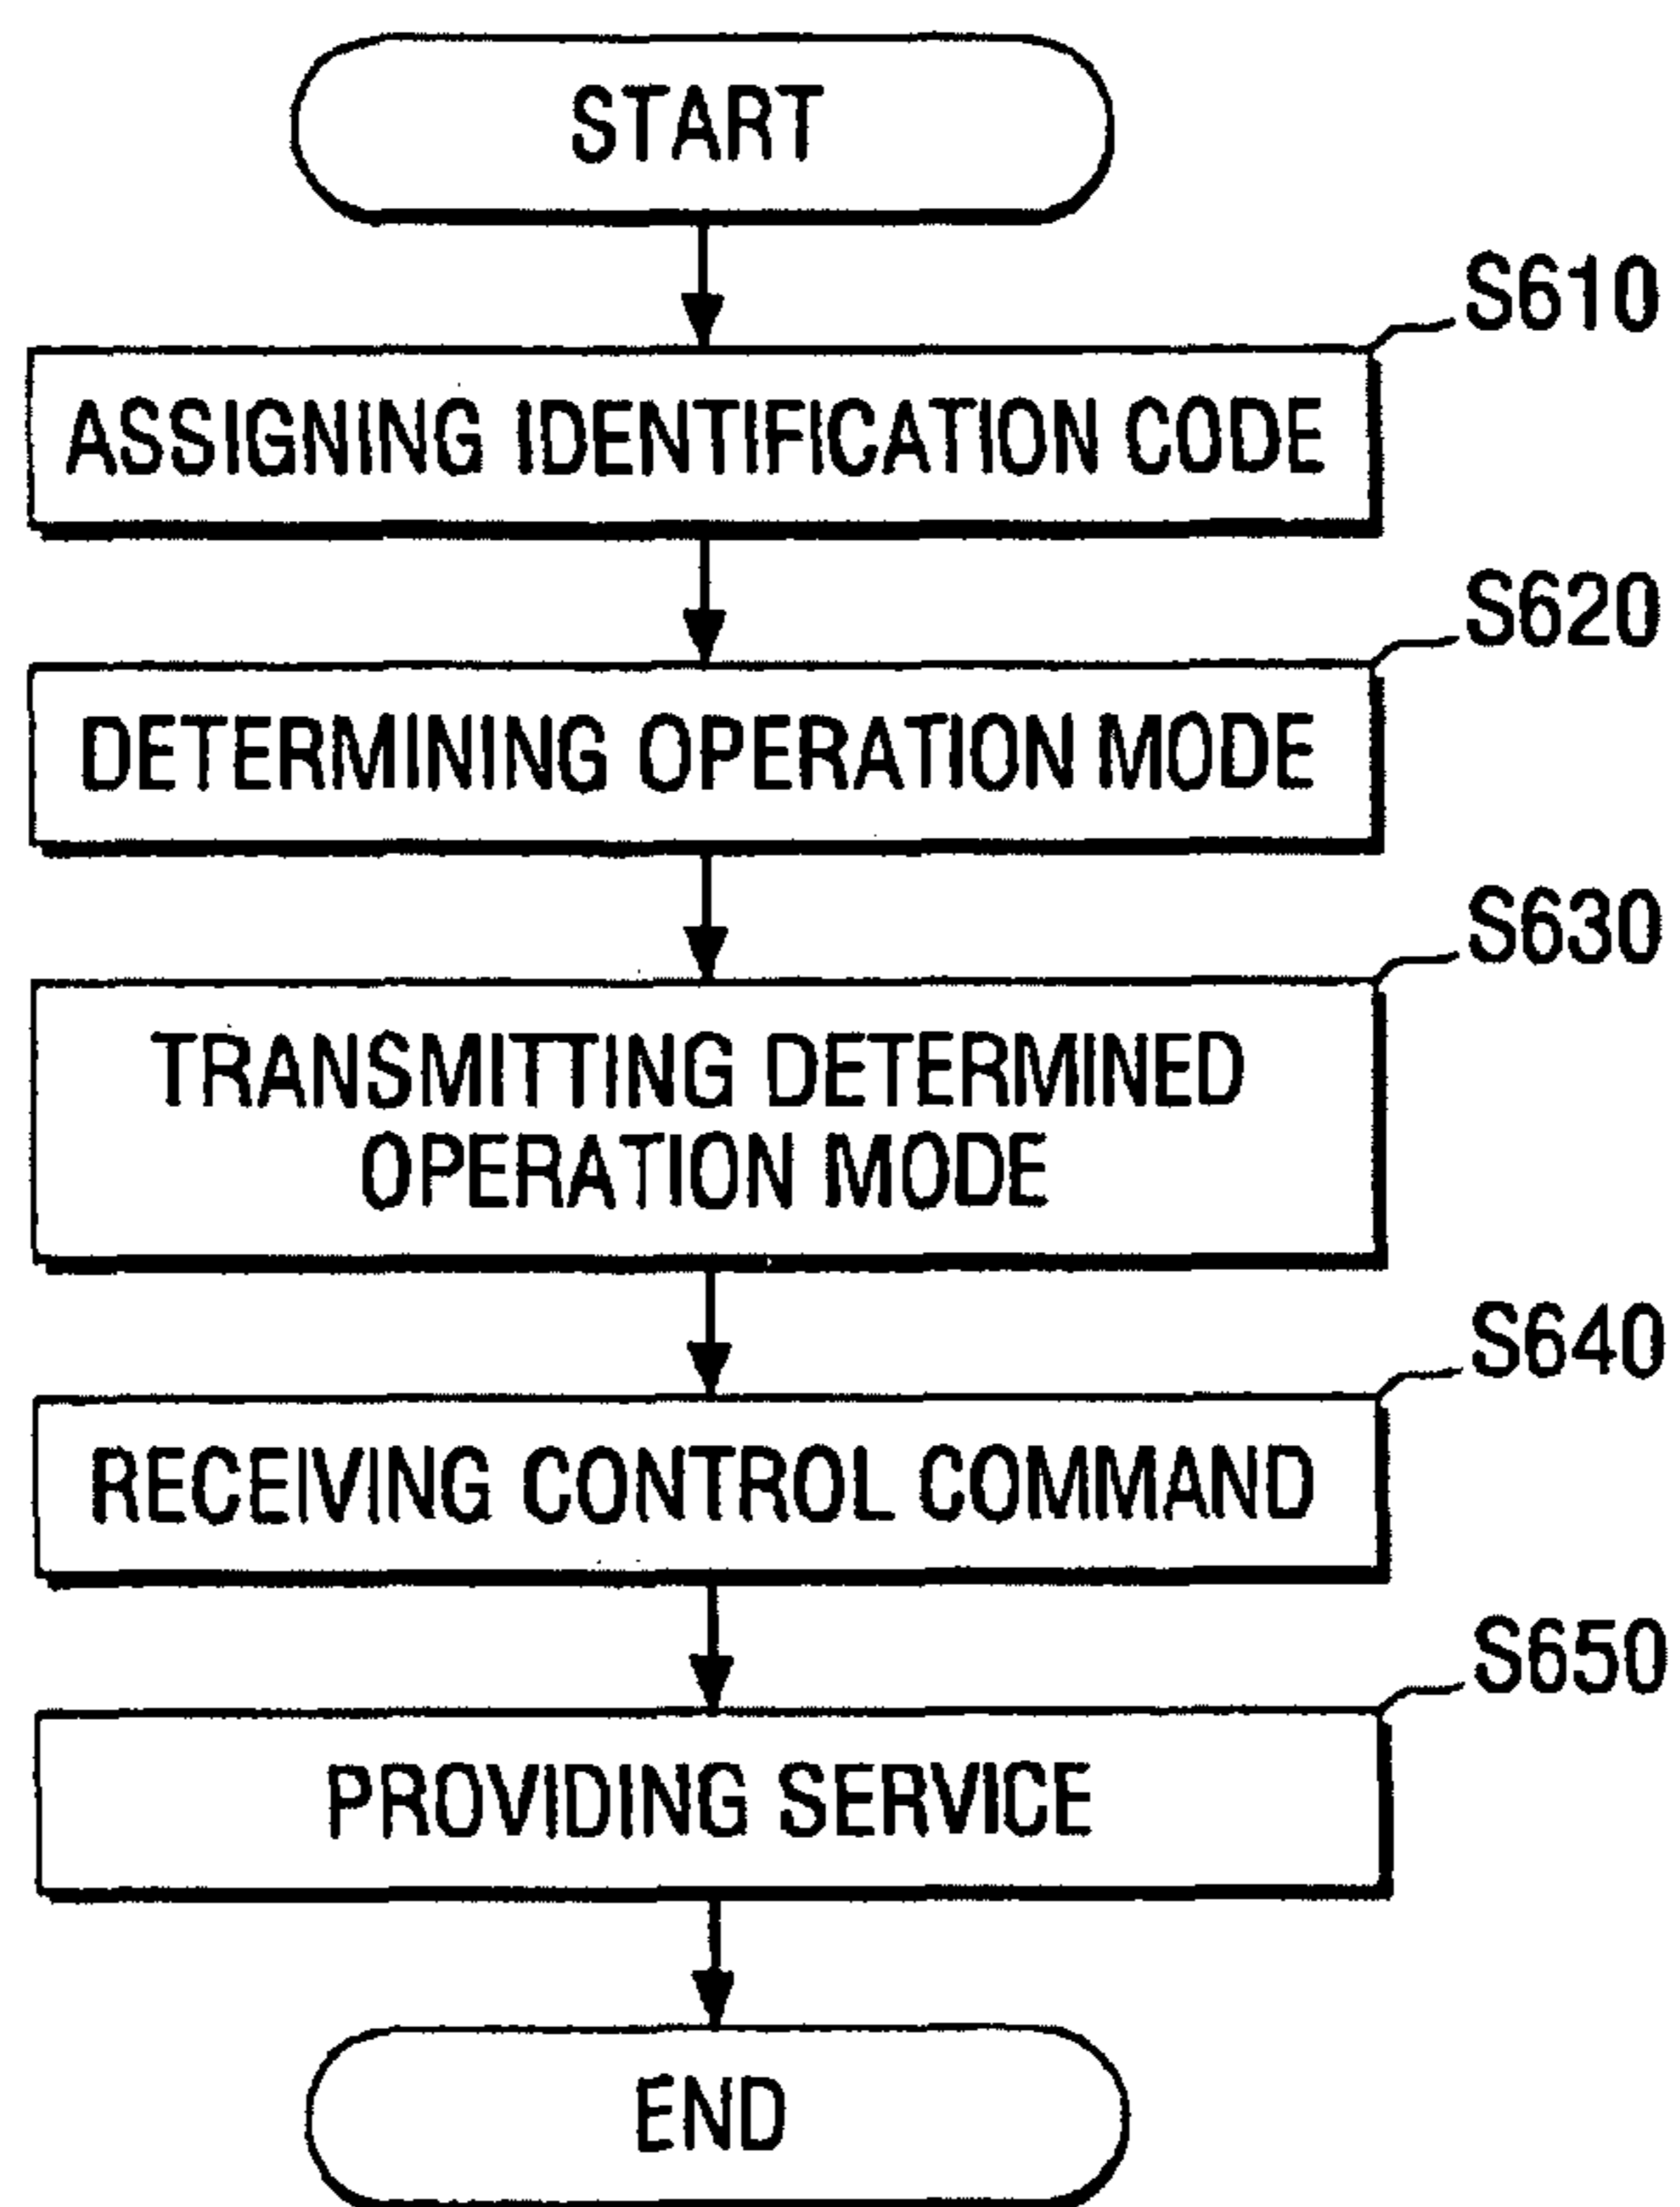 START
S610
ASSIGNING IDENTIFICATION CODE
S620
DETERMINING OPERATION MODE
S630
TRANSMITTING DETERMINED
OPERATION MODE
S640
RECEIVING CONTROL COMMAND
S650
PROVIDING SERVICE
END